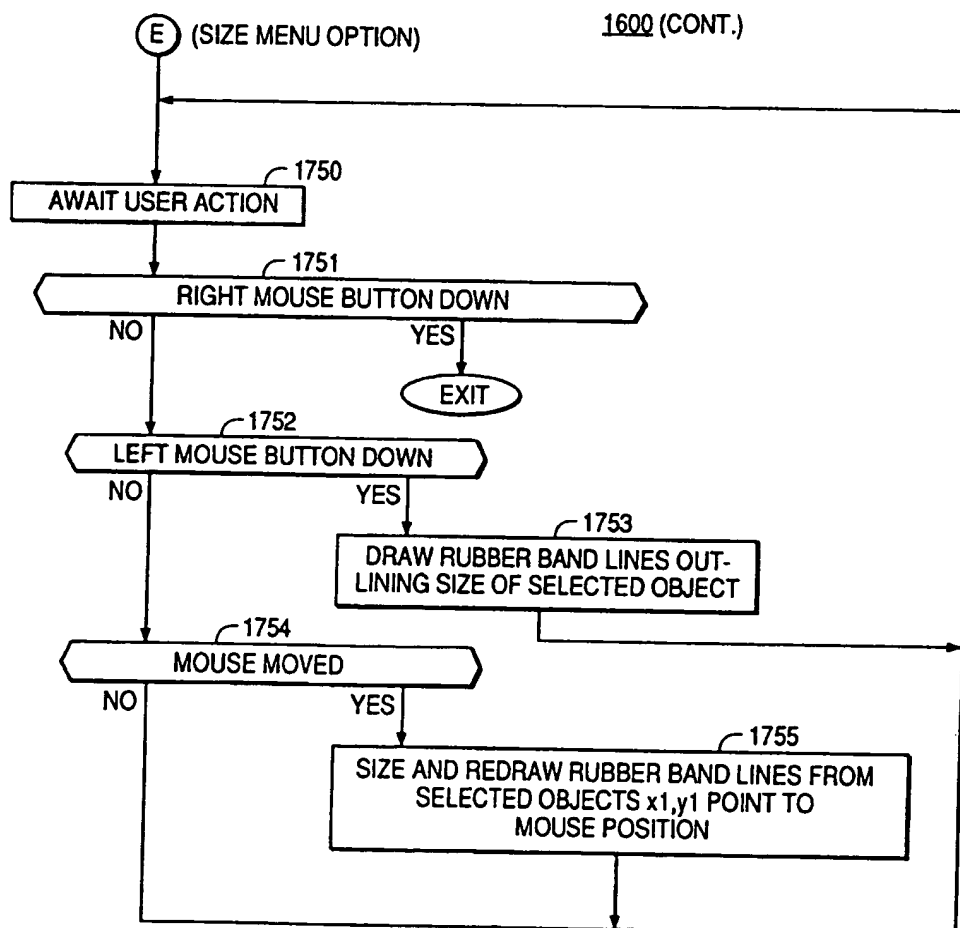 E (SIZE MENU OPTION)
1600 (CONT.)
1750
AWAIT USER ACTION
1751
RIGHT MOUSE BUTTON DOWN
NO
YES
EXIT
1752
LEFT MOUSE BUTTON DOWN
NO
YES
1753
DRAW RUBBER BAND LINES OUT-
LINING SIZE OF SELECTED OBJECT
1754
MOUSE MOVED
NO
YES
1755
SIZE AND REDRAW RUBBER BAND LINES FROM
SELECTED OBJECTS x1,y1 POINT TO
MOUSE POSITION